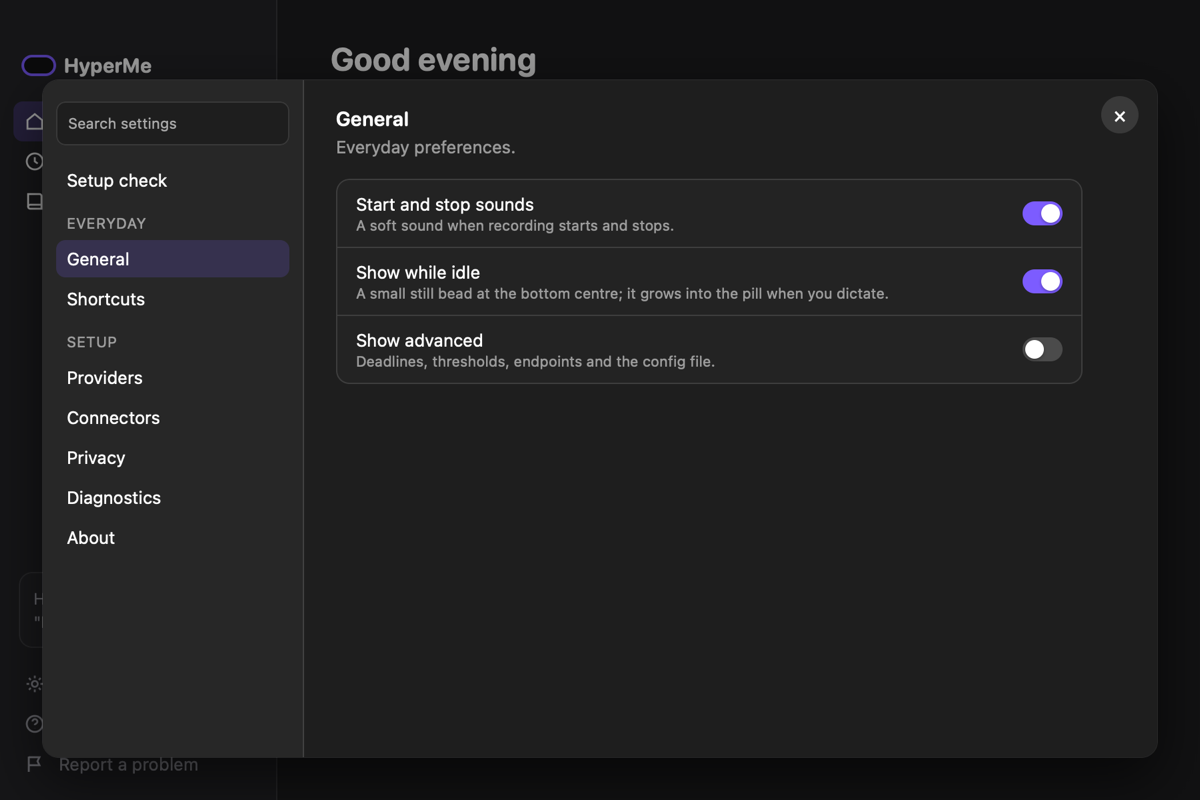 HyperMe
Good evening
Search settings
Setup check
EVERYDAY
General
Shortcuts
SETUP
Providers
Connectors
Privacy
Diagnostics
About
General
Everyday preferences.
Start and stop sounds
A soft sound when recording starts and stops.
Show while idle
A small still bead at the bottom centre; it grows into the pill when you dictate.
Show advanced
Deadlines, thresholds, endpoints and the config file.
Report a problem